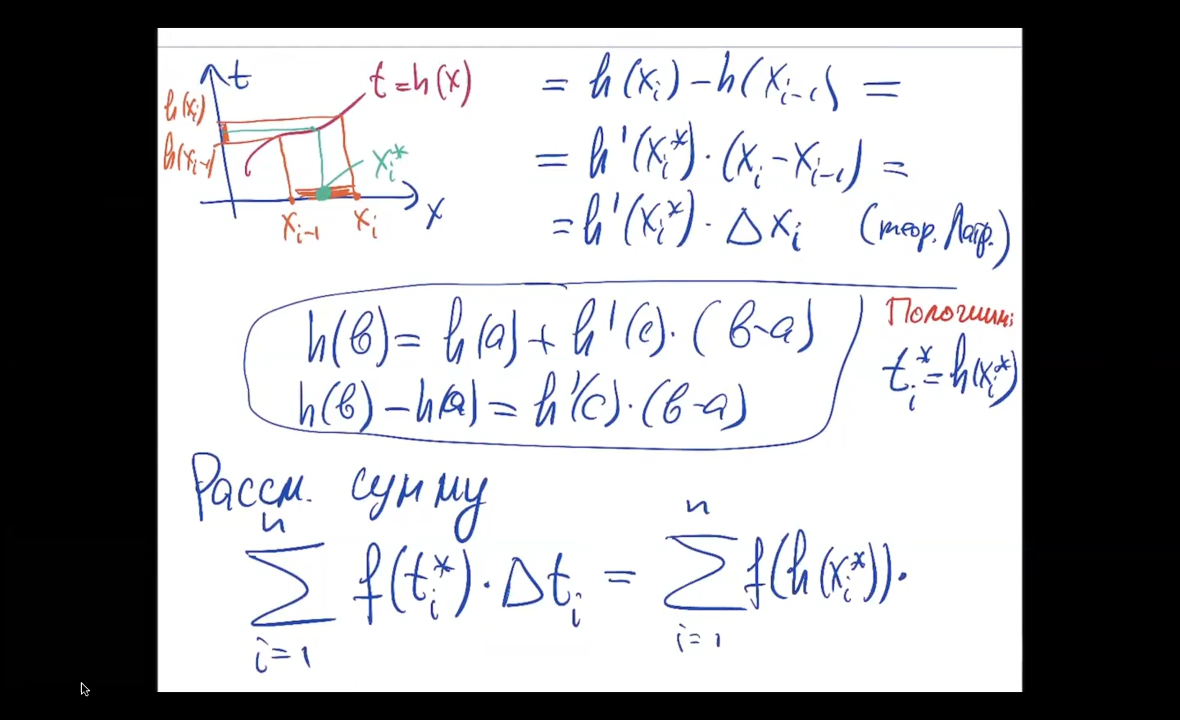 t
t = h(x)
h(xᵢ)
h(xᵢ₋₁)
xᵢ*
xᵢ₋₁ xᵢ x
= h(xᵢ) – h(xᵢ₋₁) =
= h'(xᵢ*) · (xᵢ – xᵢ₋₁) =
= h'(xᵢ*) · Δxᵢ (теор. Лагр.)
h(в) = h(a) + h'(c) · (в-a)
h(в) – h(a) = h'(c) · (в-a)
Положим:
tᵢ* = h(xᵢ*)
Рассм. сумму
n n
∑ f(tᵢ*) · Δtᵢ = ∑ f(h(xᵢ*)) ·
i=1 i=1